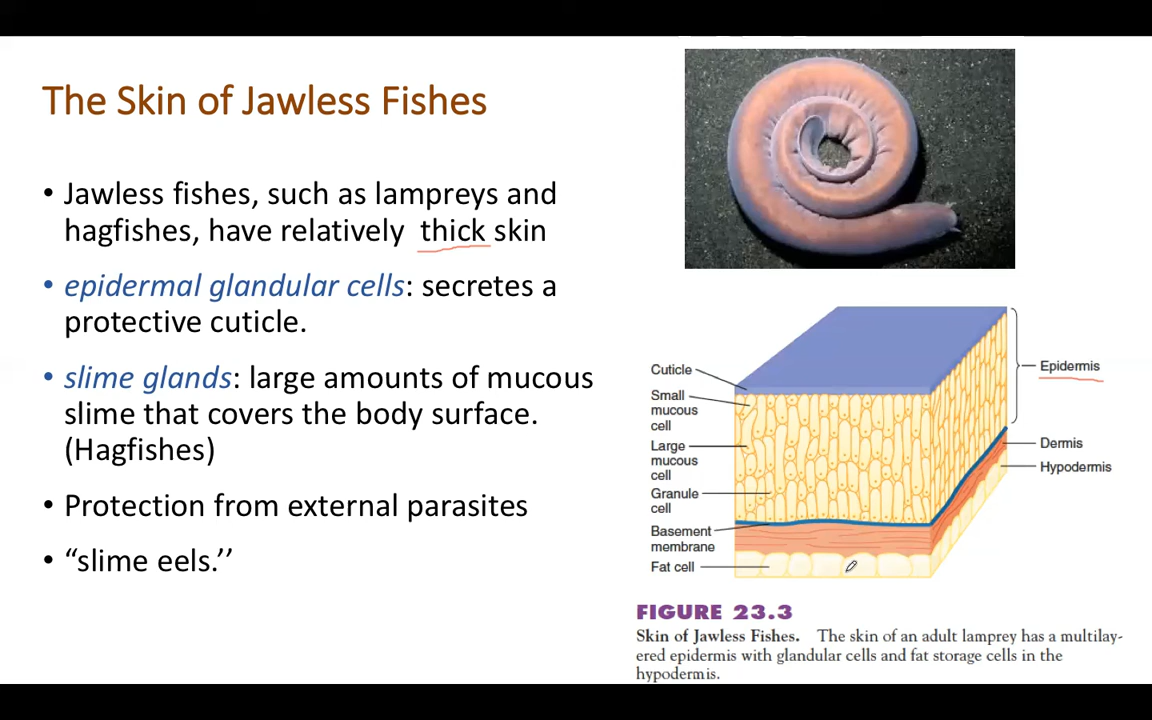 The Skin of Jawless Fishes
• Jawless fishes, such as lampreys and
hagfishes, have relatively thick skin
• epidermal glandular cells: secretes a
protective cuticle.
• slime glands: large amounts of mucous
slime that covers the body surface.
(Hagfishes)
• Protection from external parasites
• “slime eels.’’
Cuticle
Small
mucous
cell
Large
mucous
cell
Granule
cell
Basement
membrane
Fat cell
Epidermis
Dermis
Hypodermis
FIGURE 23.3
Skin of Jawless Fishes. The skin of an adult lamprey has a multilay-
ered epidermis with glandular cells and fat storage cells in the
hypodermis.